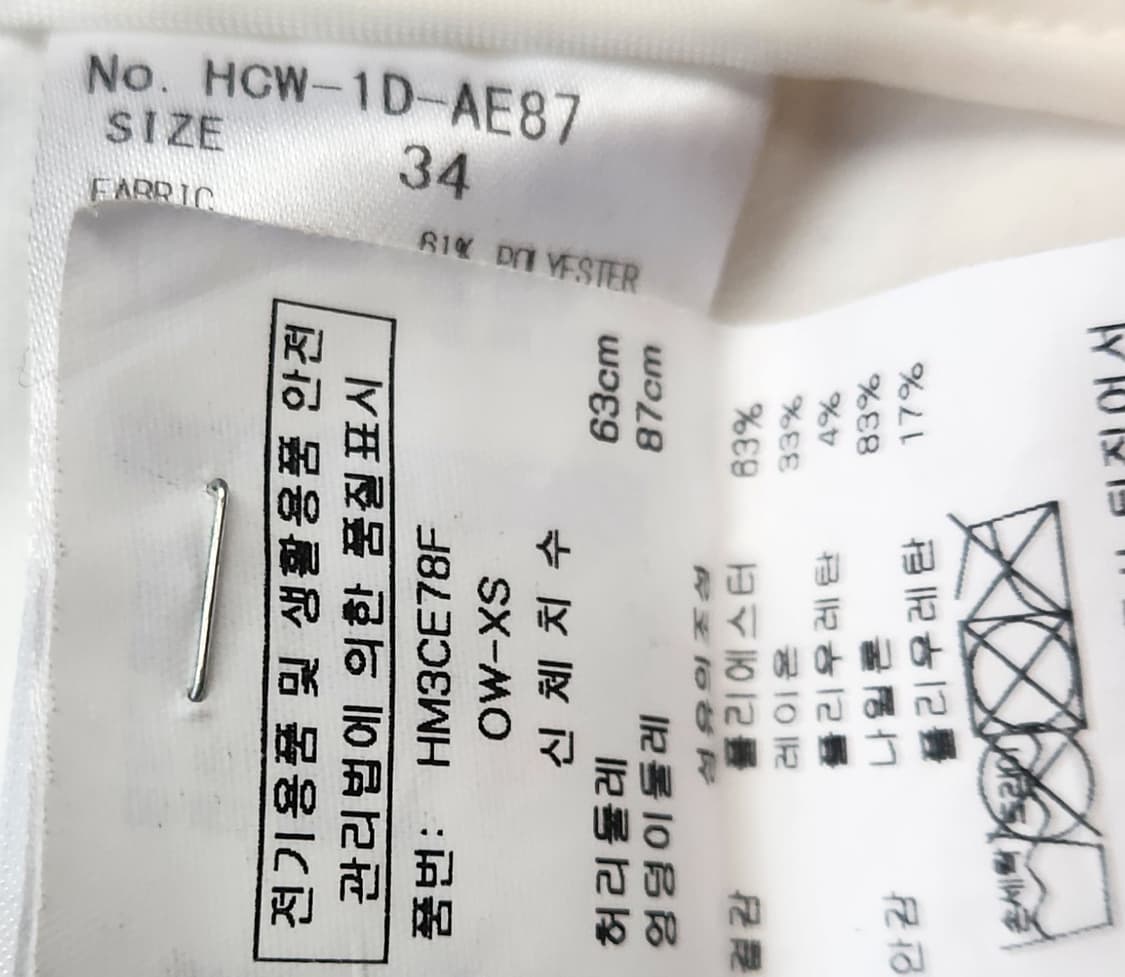 No. HCW-1D-AE87
SIZE
34
FABRIC
61% POLYESTER
전기용품 및 생활용품 안전
관리법에 의한 품질표시
품번: HM3CE78F
OW-XS
신 체 치 수
허리둘레 63cm
엉덩이둘레 87cm
섬유의 조성
겉감 폴리에스터 63%
레이온 33%
폴리우레탄 4%
안감 나일론 83%
폴리우레탄 17%
손세탁
드라이